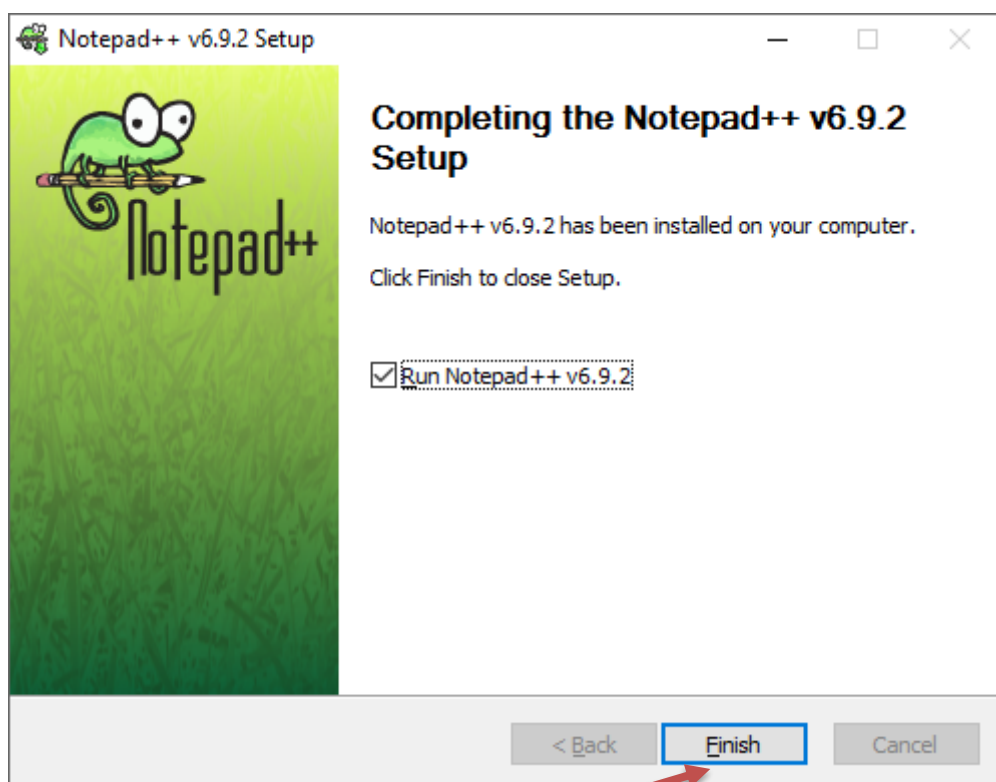 Notepad++ v6.9.2 Setup
Notepad++
Completing the Notepad++ v6.9.2
Setup
Notepad++ v6.9.2 has been installed on your computer.
Click Finish to close Setup.
Run Notepad++ v6.9.2
< Back Finish Cancel